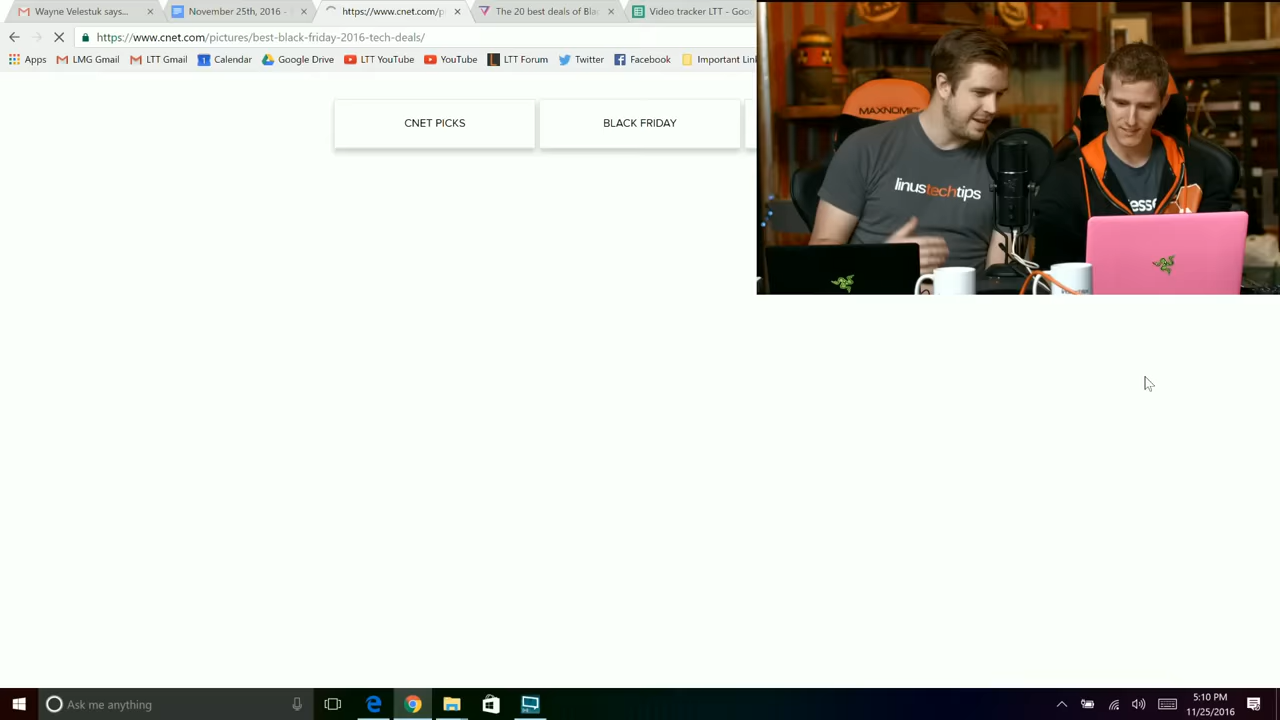 Wayne Velestuk says...
November 25th, 2016 -
https://www.cnet.com/p
The 20 best deals of Blac
Video tracker LTT - Goo
https://www.cnet.com/pictures/best-black-friday-2016-tech-deals/
Apps
LMG Gmail
LTT Gmail
Calendar
Google Drive
LTT YouTube
YouTube
LTT Forum
Twitter
Facebook
Important Lin
CNET PICKS
BLACK FRIDAY
MAXNOMIC
linustechtips
Ask me anything
5:10 PM
11/25/2016